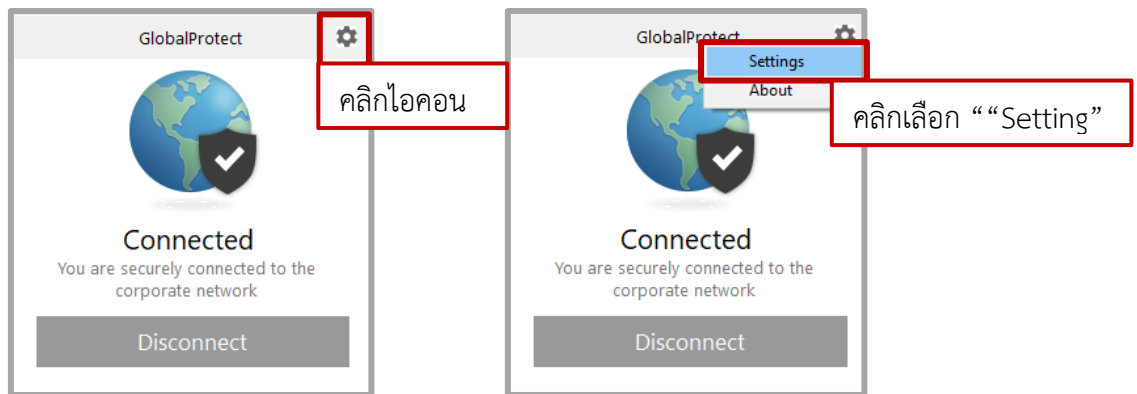 GlobalProtect
คลิกไอคอน
Connected
You are securely connected to the
corporate network
Disconnect
GlobalProtect
Settings
About
คลิกเลือก ““Setting”
Connected
You are securely connected to the
corporate network
Disconnect